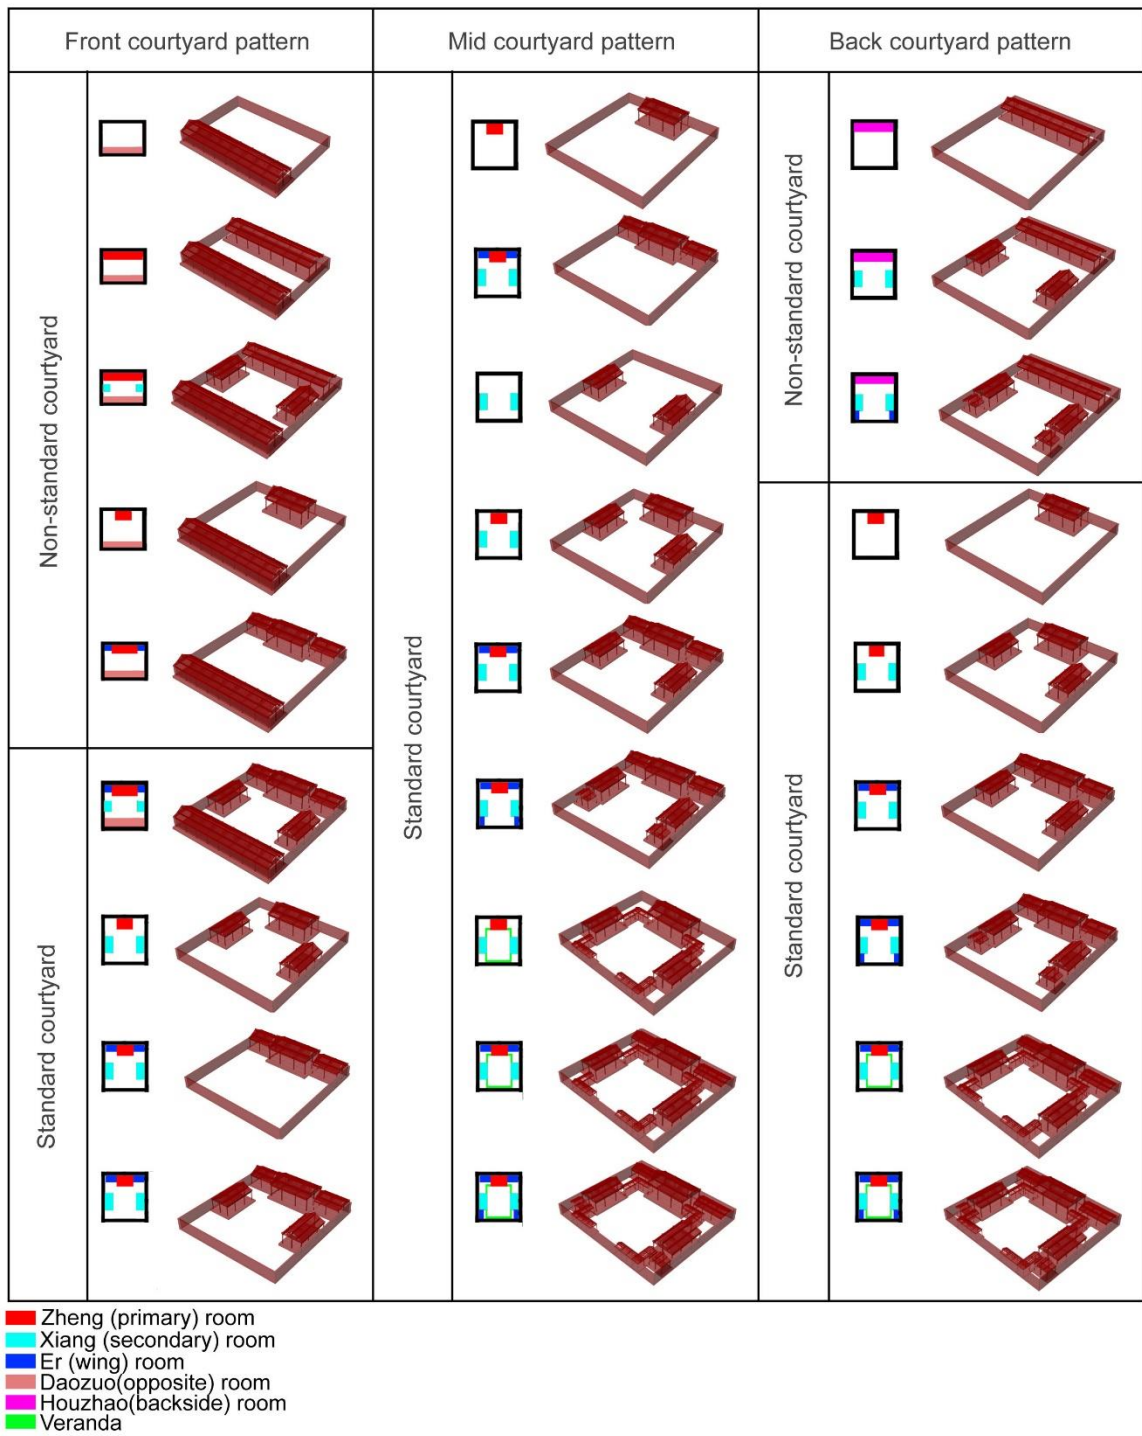 Front courtyard pattern
Mid courtyard pattern
Back courtyard pattern
Non-standard courtyard
Standard courtyard
Standard courtyard
Non-standard courtyard
Standard courtyard
Zheng (primary) room
Xiang (secondary) room
Er (wing) room
Daozuo(opposite) room
Houzhao(backside) room
Veranda